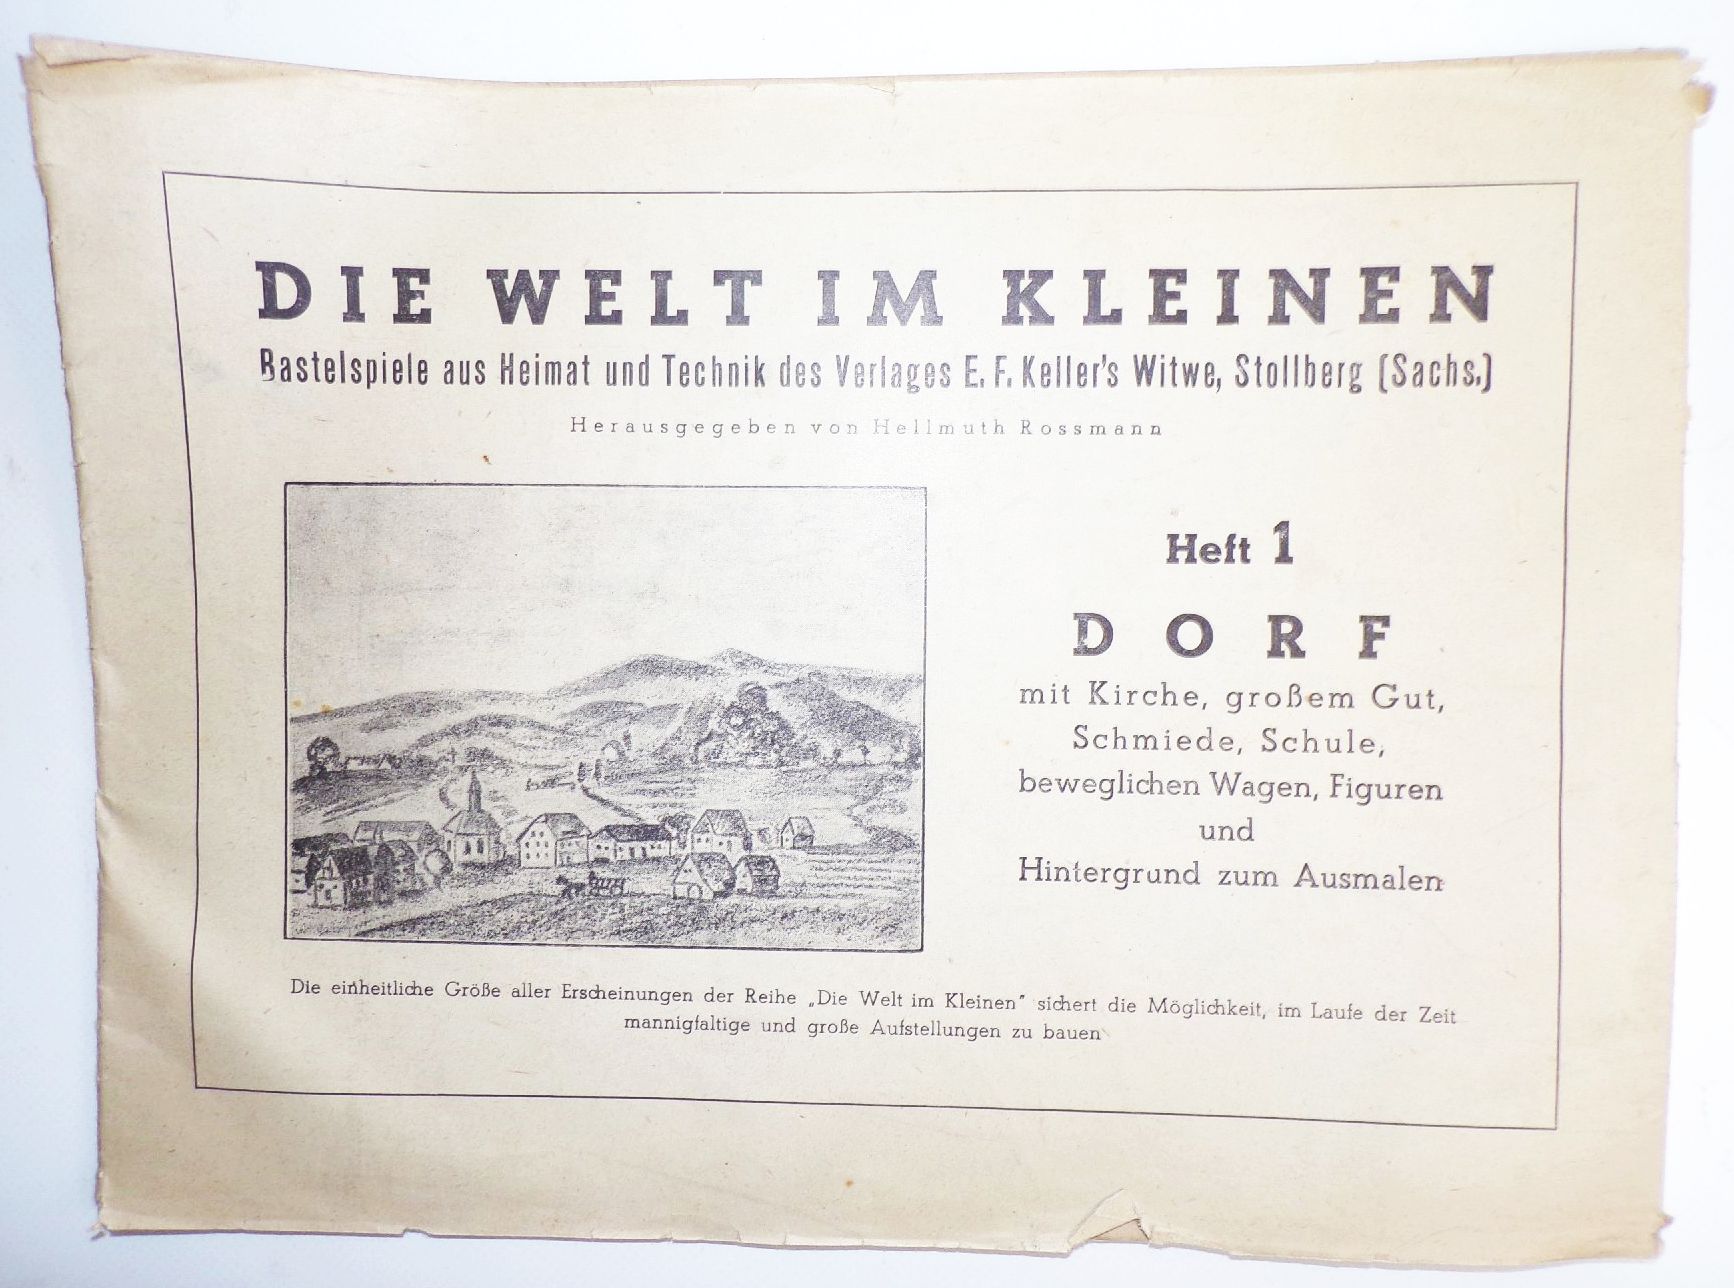 DIE WELT IM KLEINEN
Bastelspiele aus Heimat und Technik des Verlages E. F. Keller's Witwe, Stollberg (Sachs.)
Herausgegeben von Hellmuth Rossmann
Heft 1
DORF
mit Kirche, großem Gut,
Schmiede, Schule,
beweglichen Wagen, Figuren
und
Hintergrund zum Ausmalen
Die einheitliche Größe aller Erscheinungen der Reihe „Die Welt im Kleinen" sichert die Möglichkeit, im Laufe der Zeit
mannigfaltige und große Aufstellungen zu bauen